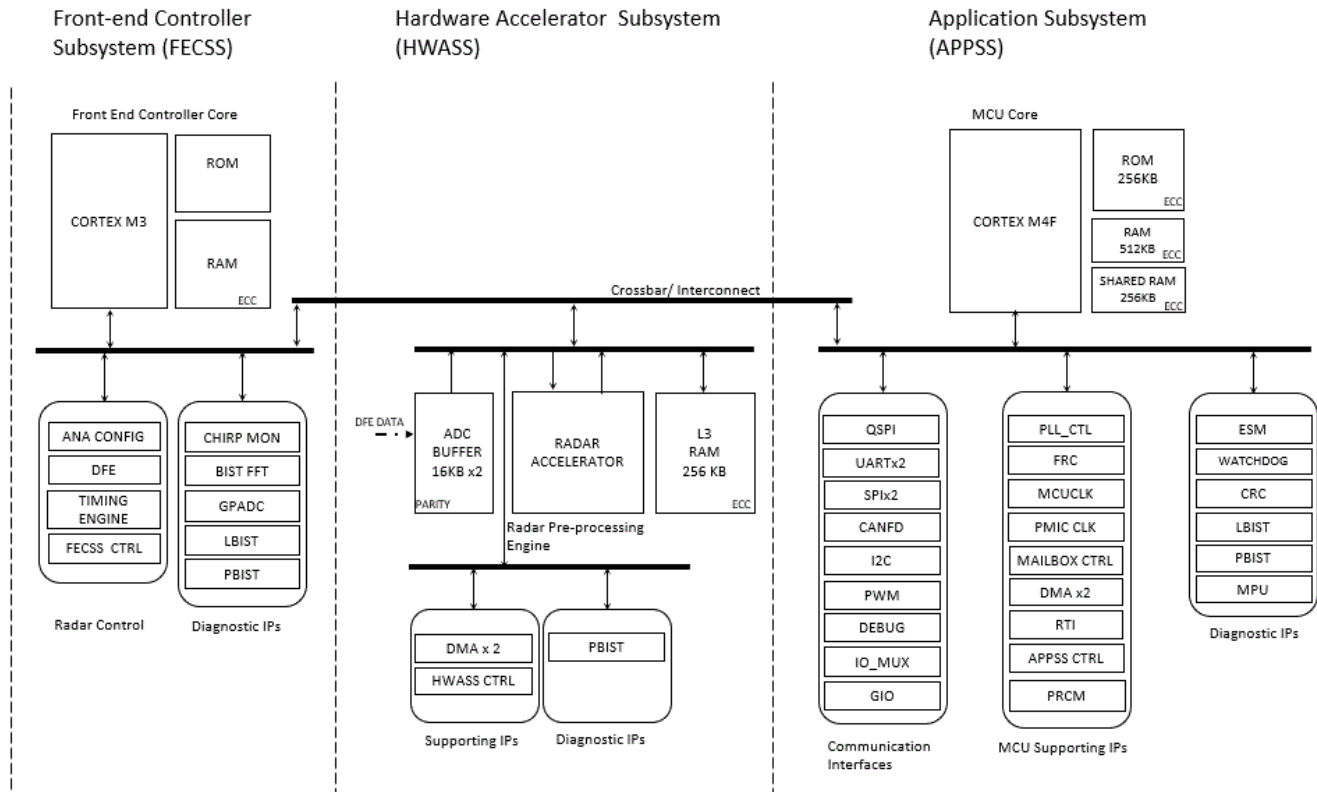 Front-end Controller
Subsystem (FECSS)
Hardware Accelerator Subsystem
(HWASS)
Application Subsystem
(APPSS)
Front End Controller Core
CORTEX M3
ROM
RAM
ECC
ANA CONFIG
DFE
TIMING
ENGINE
FECSS CTRL
Radar Control
CHIRP MON
BIST FFT
GPADC
LBIST
PBIST
Diagnostic IPs
Crossbar/ Interconnect
DFE DATA
ADC
BUFFER
16KB x2
PARITY
RADAR
ACCELERATOR
L3
RAM
256 KB
ECC
Radar Pre-processing
Engine
DMA x 2
HWASS CTRL
Supporting IPs
PBIST
Diagnostic IPs
MCU Core
CORTEX M4F
ROM
256KB
ECC
RAM
512KB
ECC
SHARED RAM
256KB
ECC
QSPI
UARTx2
SPIx2
CANFD
I2C
PWM
DEBUG
IO_MUX
GIO
Communication
Interfaces
PLL_CTL
FRC
MCUCLK
PMIC CLK
MAILBOX CTRL
DMA x2
RTI
APPSS CTRL
PRCM
MCU Supporting IPs
ESM
WATCHDOG
CRC
LBIST
PBIST
MPU
Diagnostic IPs